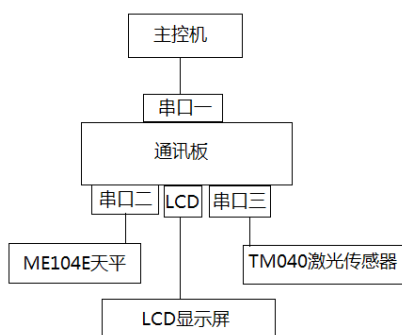 主控机
串口一
通讯板
串口二
LCD
串口三
ME104E天平
TM040激光传感器
LCD显示屏